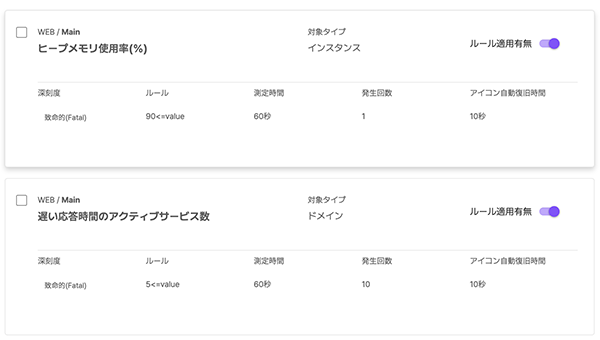 WEB / Main
ヒープメモリ使用率(%)
対象タイプ
インスタンス
ルール適用有無
深刻度 ルール 測定時間 発生回数 アイコン自動復旧時間
致命的(Fatal) 90<=value 60秒 1 10秒
WEB / Main
遅い応答時間のアクティブサービス数
対象タイプ
ドメイン
ルール適用有無
深刻度 ルール 測定時間 発生回数 アイコン自動復旧時間
致命的(Fatal) 5<=value 60秒 10 10秒